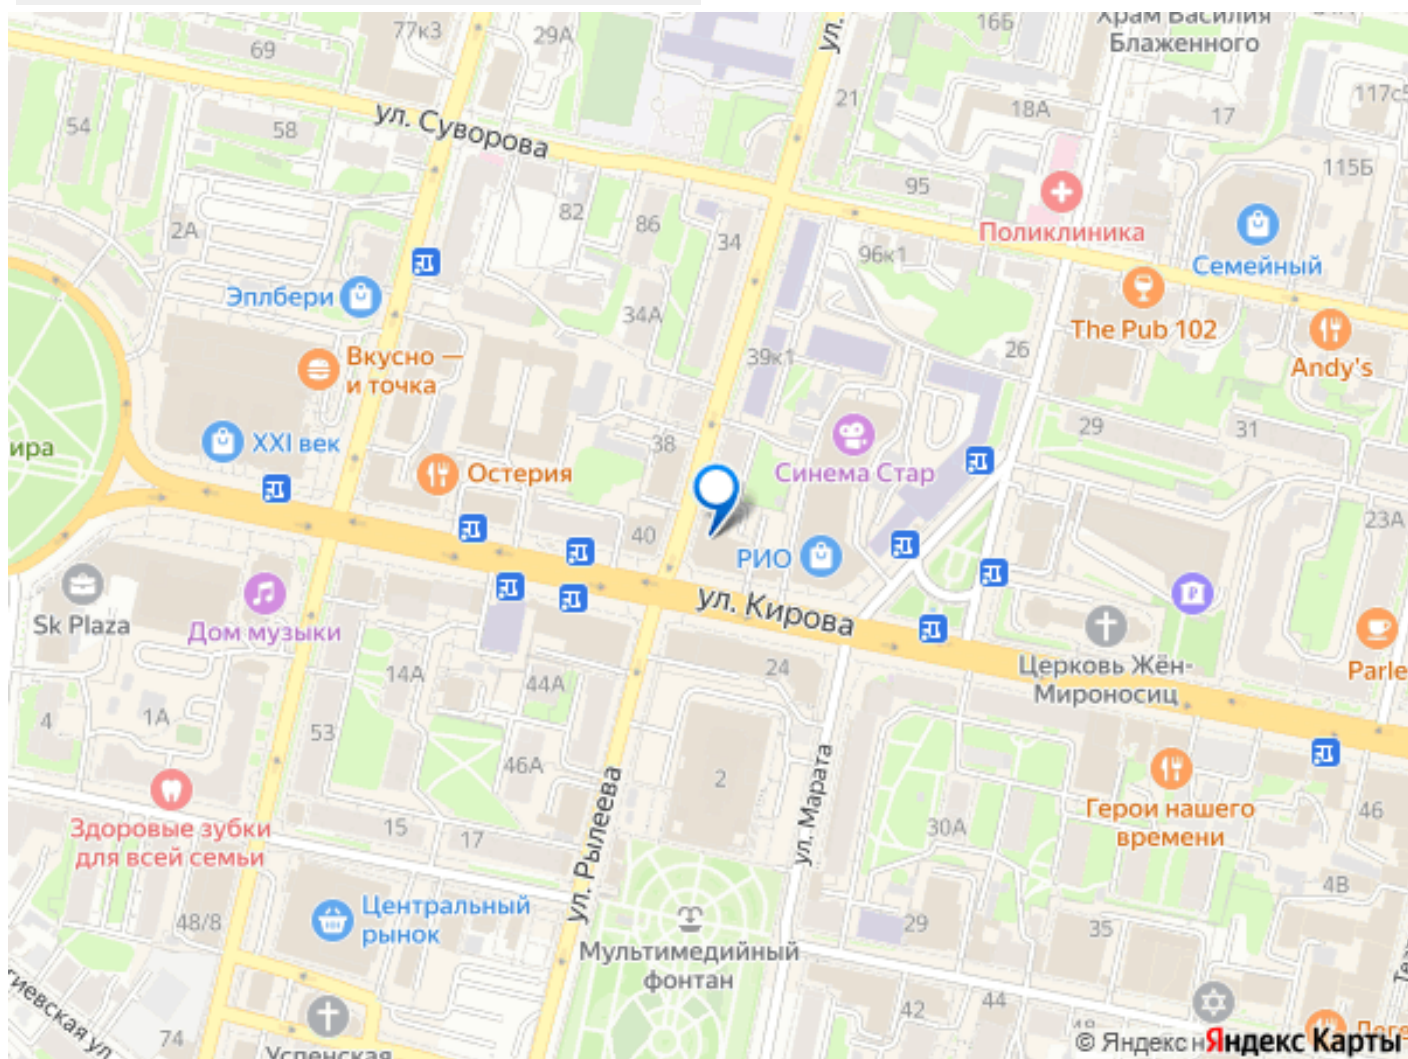 77к3
29А
16Б
Храм Василия
Блаженного
ул.
69
21
18А
17
117с5
54
58
ул. Суворова
115Б
95
Поликлиника
82
86
34
2А
96к1
Семейный
Эплбери
34А
The Pub 102
26
Andy's
Вкусно —
и точка
39к1
ира
XXI век
38
29
31
Остерия
Синема Стар
40
23А
РИО
ул. Кирова
Sk Plaza
Дом музыки
Церковь Жён-
Мироносиц
Parle
14А
44А
24
4
1А
53
46А
2
ул. Рылеева
ул. Марата
Герои нашего
времени
46
Здоровые зубки
для всей семьи
15
17
30А
4В
Центральный
рынок
48/8
29
35
Мультимедийный
фонтан
гиевская ул.
74
42
44
Успенская
© Яндекс
Яндекс Карты